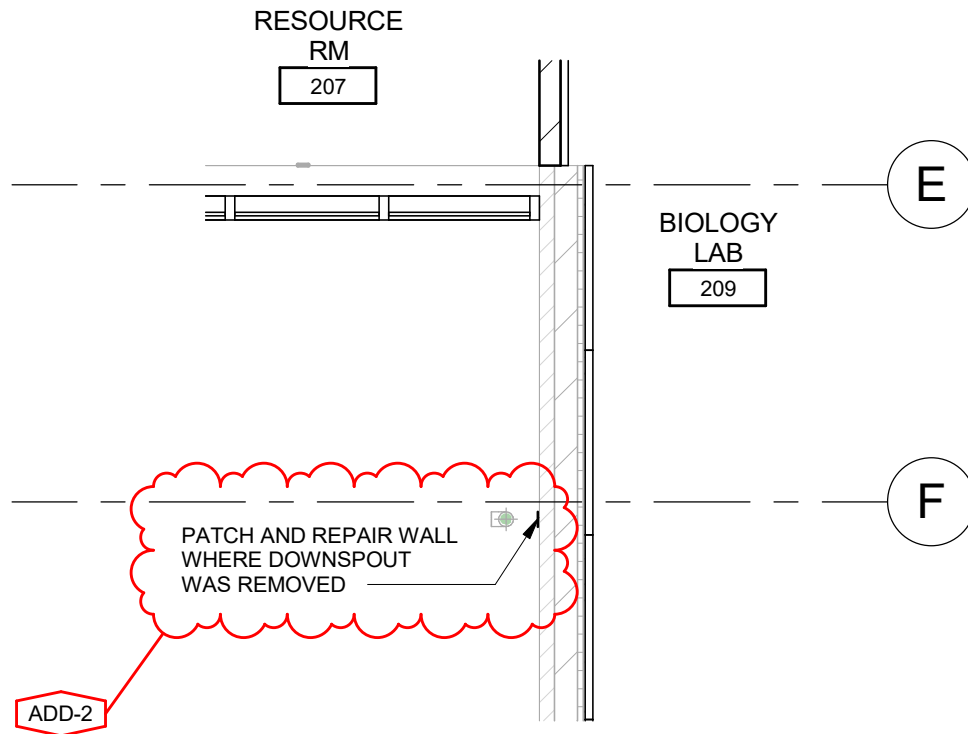 RESOURCE
RM
207
E
BIOLOGY
LAB
209
F
PATCH AND REPAIR WALL
WHERE DOWNSPOUT
WAS REMOVED
ADD-2